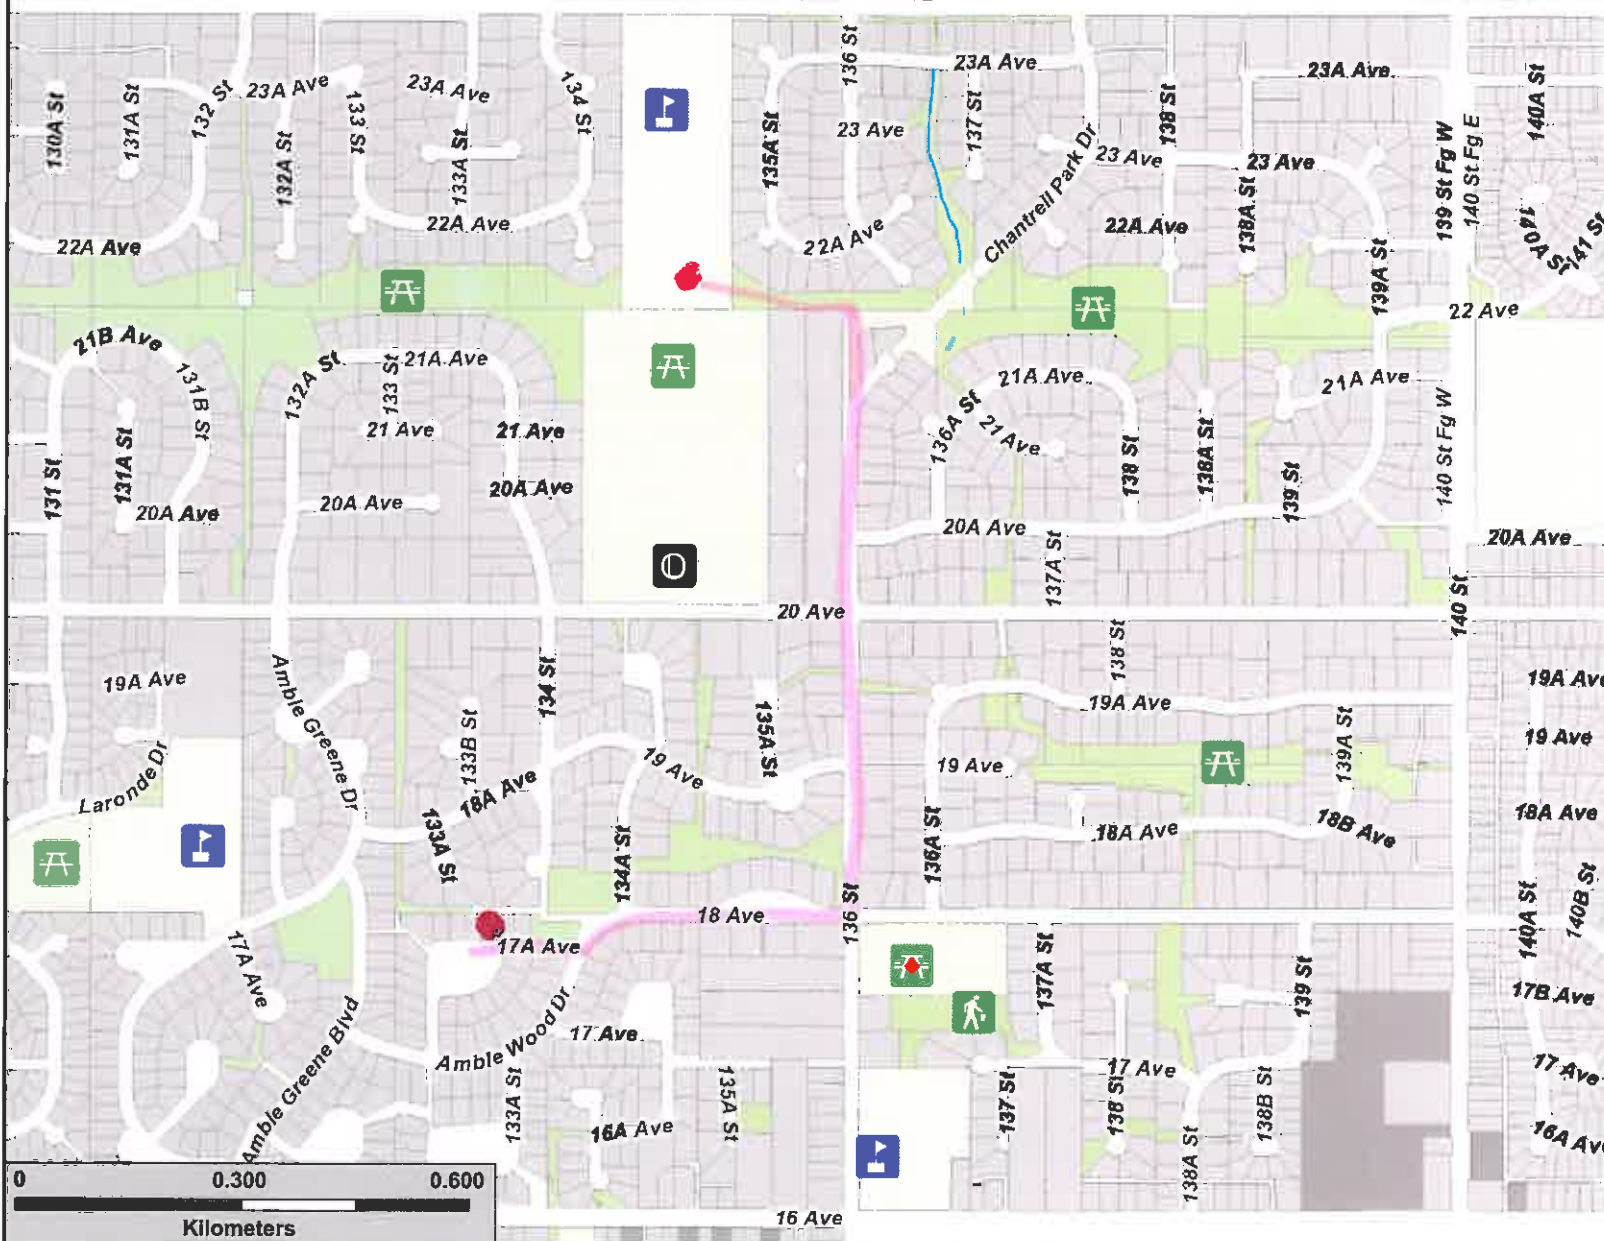 136 St
23A Ave
23A Ave
140A St
130A St
131A St
132 St
23A Ave
133 St
23A Ave
134 St
135A St
23 Ave
137 St
138 St
139 St Fg W
140 St Fg E
132A St
133A St
Chantrell Park Dr
23 Ave
23 Ave
138A St
22A Ave
22A Ave
22A Ave
22A Ave
140A St
141 St
139A St
22 Ave
21B Ave
131B St
132A St
133 St
21A Ave
21A Ave
21A Ave
136A St
21 Ave
21 Ave
21 Ave
131 St
131A St
138 St
138A St
139 St
140 St Fg W
20A Ave
20A Ave
20A Ave
20A Ave
20A Ave
137A St
20 Ave
140 St
138 St
19A Ave
Amble Greene Dr
134 St
19A Ave
19A Ave
133B St
135A St
139A St
19 Ave
19 Ave
19 Ave
Laronde Dr
18A Ave
133A St
134A St
136A St
18A Ave
18B Ave
18A Ave
136 St
18 Ave
140A St
140B St
17A Ave
17A Ave
137A St
139 St
17B Ave
Amble Greene Blvd
Amble Wood Dr
17 Ave
17 Ave
17 Ave
133A St
135A St
137 St
138 St
138B St
16A Ave
16A Ave
138A St
0 0.300 0.600
Kilometers
16 Ave